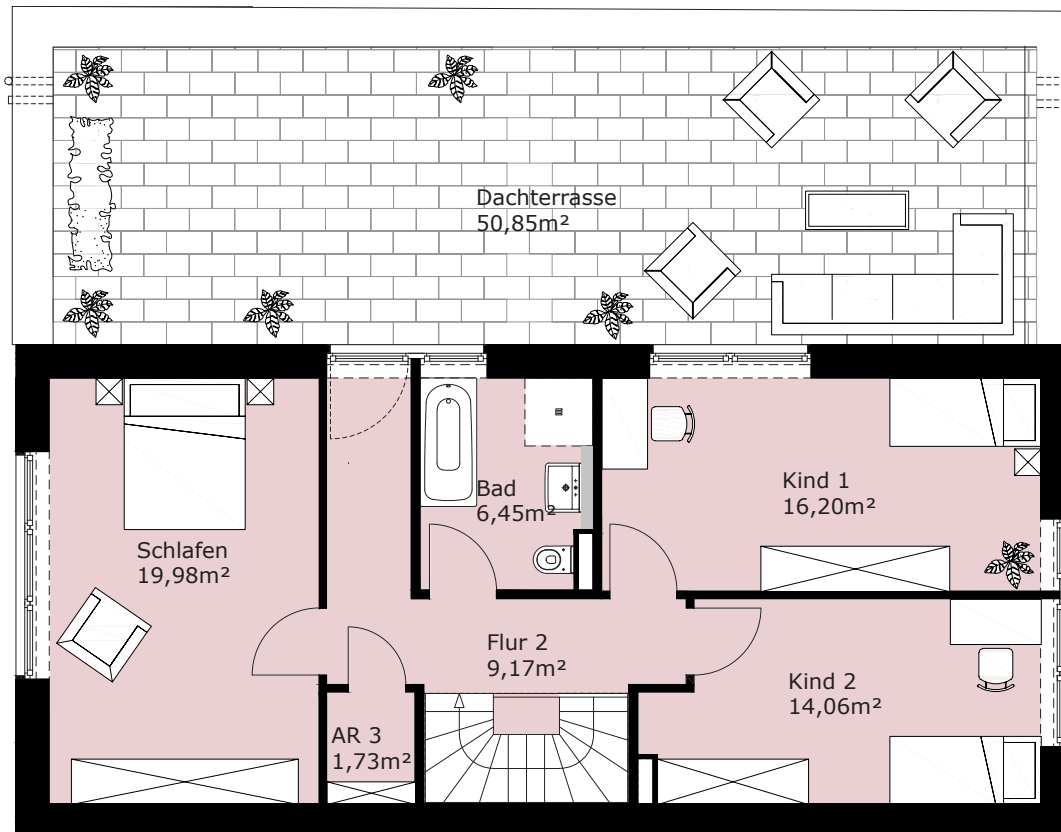 Dachterrasse
50,85m²
Bad
6,45m²
Kind 1
16,20m²
Schlafen
19,98m²
Flur 2
9,17m²
Kind 2
14,06m²
AR 3
1,73m²